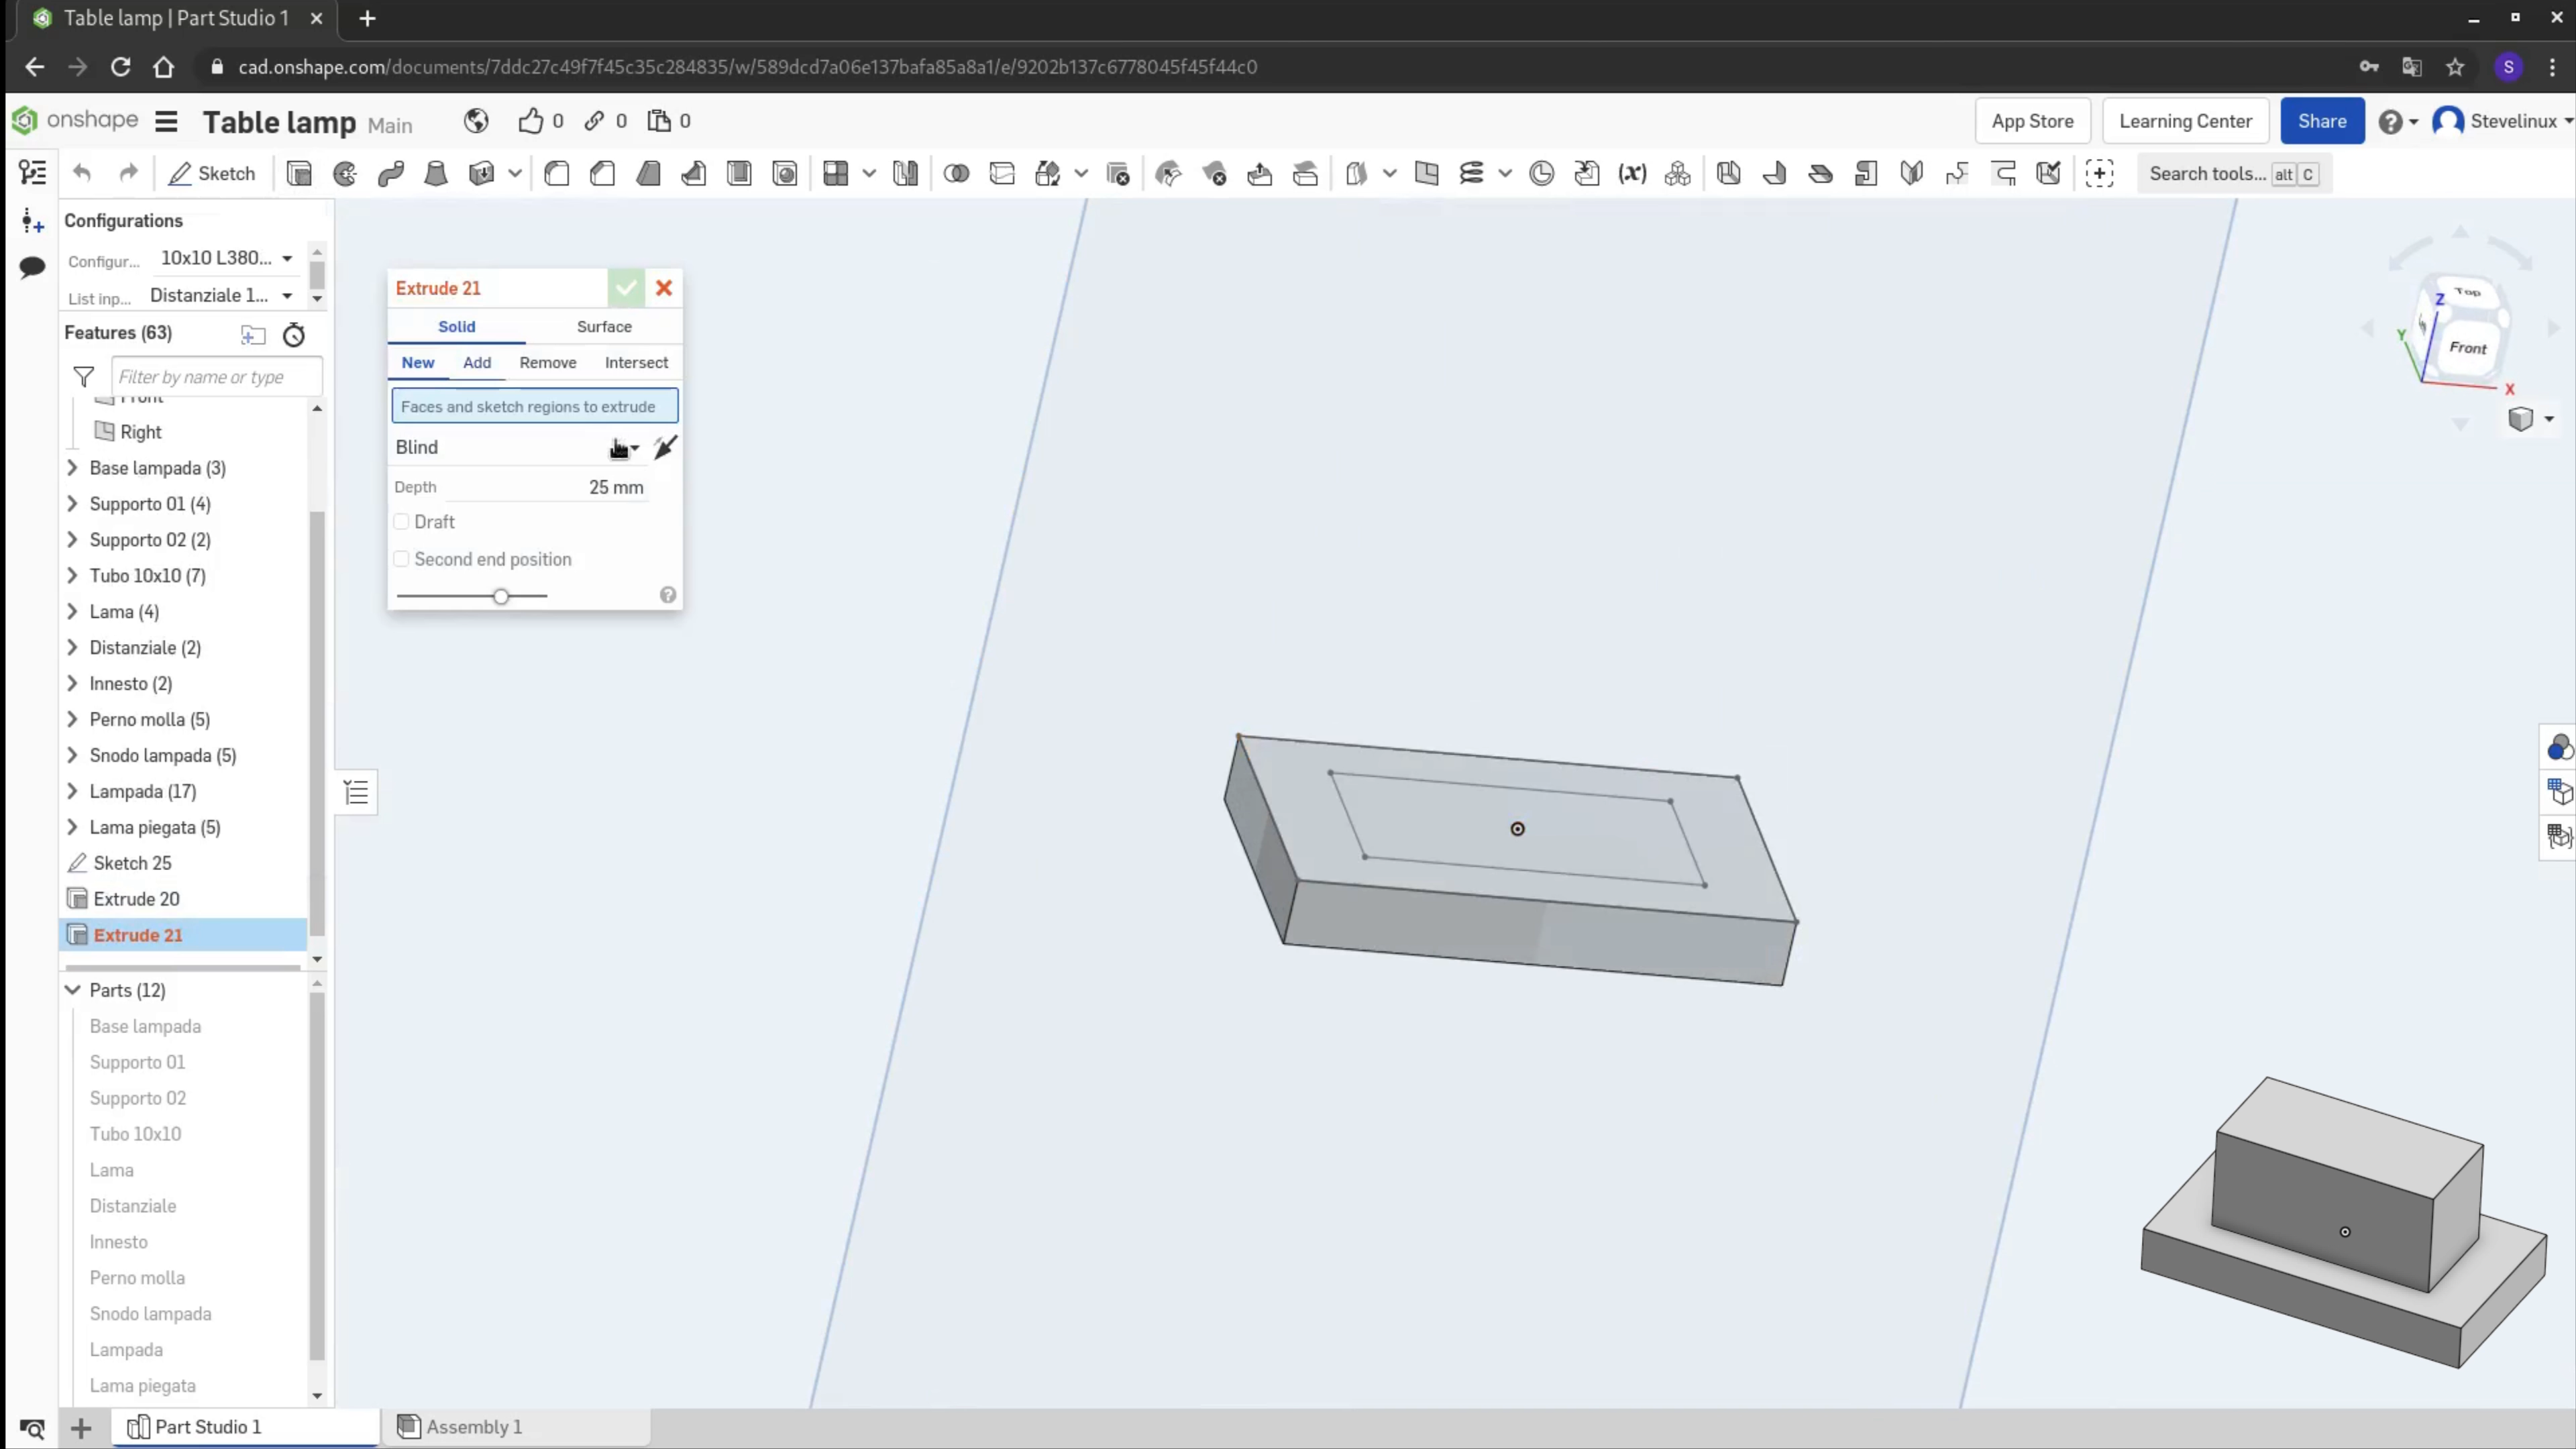 Table lamp | Part Studio 1
cad.onshape.com/documents/7ddc27c49f7f45c35c284835/w/589dcd7a06e137bafa85a8a1/e/9202b137c6778045f45f44c0
S
onshape
Table lamp Main
0 0 0
App Store
Learning Center
Share
Stevelinux
Sketch
(x)
Search tools... alt C
Configurations
Configur... 10x10 L380...
List inp... Distanziale 1...
Features (63)
Filter by name or type
Front
Right
Base lampada (3)
Supporto 01 (4)
Supporto 02 (2)
Tubo 10x10 (7)
Lama (4)
Distanziale (2)
Innesto (2)
Perno molla (5)
Snodo lampada (5)
Lampada (17)
Lama piegata (5)
Sketch 25
Extrude 20
Extrude 21
Parts (12)
Base lampada
Supporto 01
Supporto 02
Tubo 10x10
Lama
Distanziale
Innesto
Perno molla
Snodo lampada
Lampada
Lama piegata
Extrude 21
Solid Surface
New Add Remove Intersect
Faces and sketch regions to extrude
Blind
Depth 25 mm
Draft
Second end position
Top
Z
Y
Front
X
Part Studio 1
Assembly 1